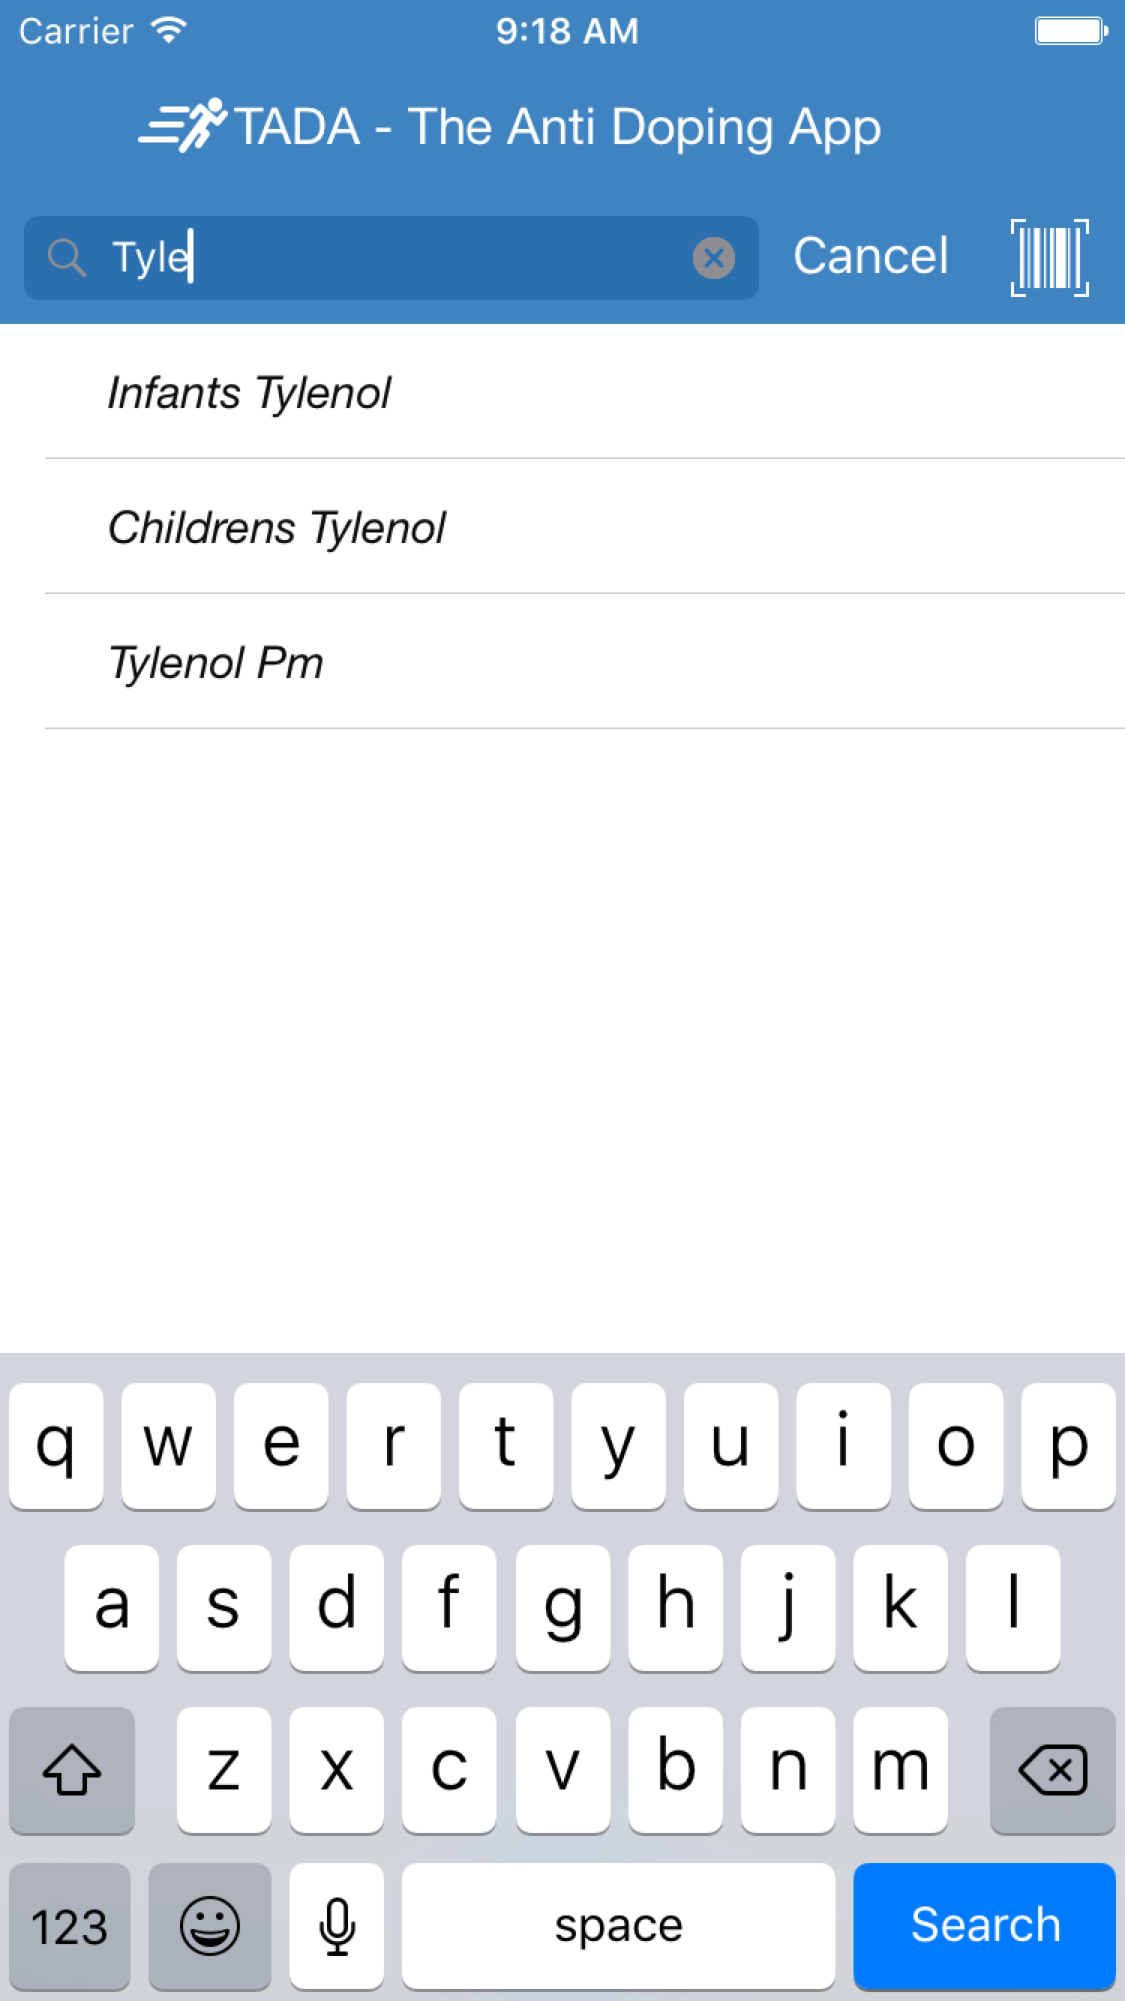 Carrier 9:18 AM
TADA - The Anti Doping App
Tyle Cancel
Infants Tylenol
Childrens Tylenol
Tylenol Pm
q w e r t y u i o p
a s d f g h j k l
z x c v b n m
123 space Search